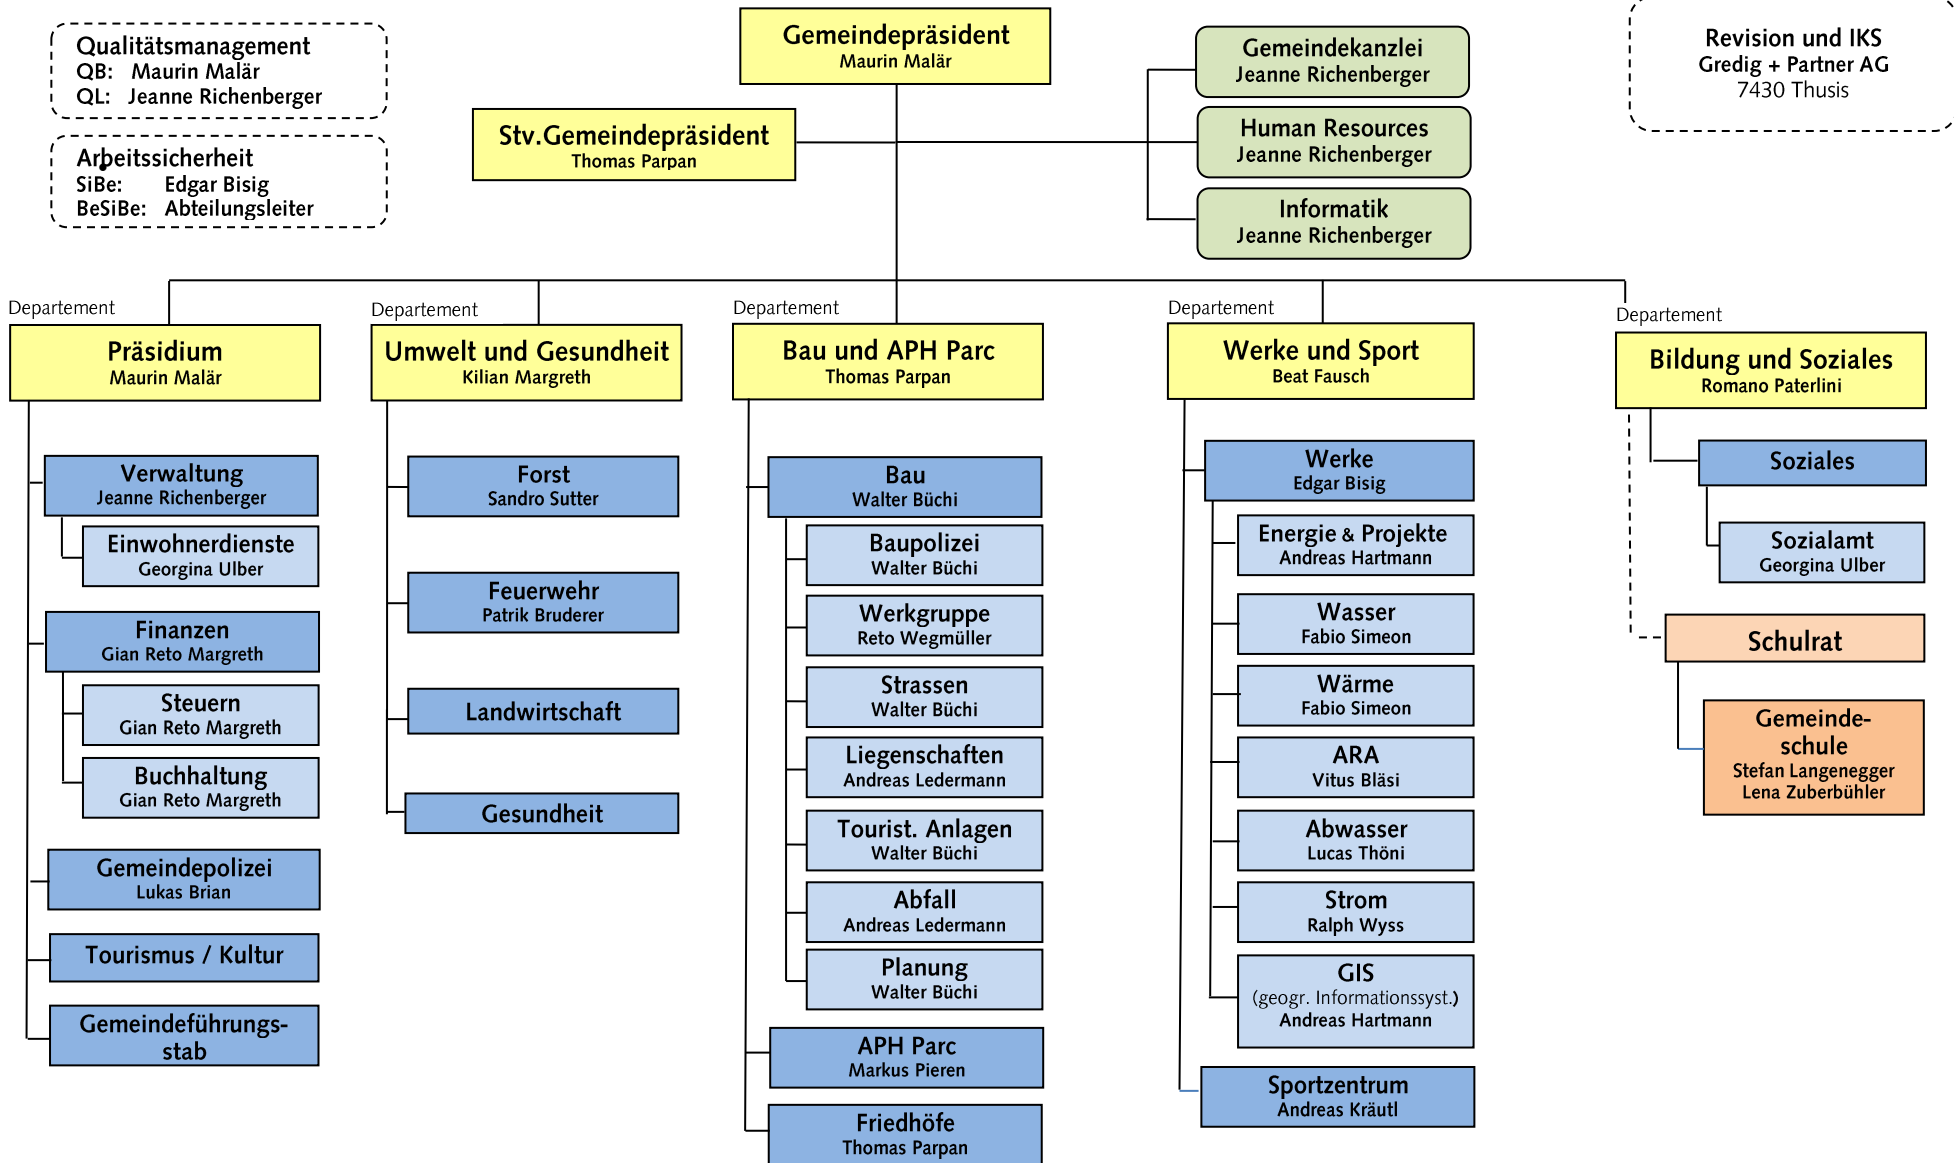 Qualitätsmanagement
QB: Maurin Malär
QL: Jeanne Richenberger
Arbeitssicherheit
SiBe: Edgar Bisig
BeSiBe: Abteilungsleiter
Gemeindepräsident
Maurin Malär
Stv.Gemeindepräsident
Thomas Parpan
Gemeindekanzlei
Jeanne Richenberger
Human Resources
Jeanne Richenberger
Informatik
Jeanne Richenberger
Revision und IKS
Gredig + Partner AG
7430 Thusis
Departement
Präsidium
Maurin Malär
Verwaltung
Jeanne Richenberger
Einwohnerdienste
Georgina Ulber
Finanzen
Gian Reto Margreth
Steuern
Gian Reto Margreth
Buchhaltung
Gian Reto Margreth
Gemeindepolizei
Lukas Brian
Tourismus / Kultur
Gemeindeführungs-
stab
Departement
Umwelt und Gesundheit
Kilian Margreth
Forst
Sandro Sutter
Feuerwehr
Patrik Bruderer
Landwirtschaft
Gesundheit
Departement
Bau und APH Parc
Thomas Parpan
Bau
Walter Büchi
Baupolizei
Walter Büchi
Werkgruppe
Reto Wegmüller
Strassen
Walter Büchi
Liegenschaften
Andreas Ledermann
Tourist. Anlagen
Walter Büchi
Abfall
Andreas Ledermann
Planung
Walter Büchi
APH Parc
Markus Pieren
Friedhöfe
Thomas Parpan
Departement
Werke und Sport
Beat Fausch
Werke
Edgar Bisig
Energie & Projekte
Andreas Hartmann
Wasser
Fabio Simeon
Wärme
Fabio Simeon
ARA
Vitus Bläsi
Abwasser
Lucas Thöni
Strom
Ralph Wyss
GIS
(geogr. Informationssyst.)
Andreas Hartmann
Sportzentrum
Andreas Kräutl
Departement
Bildung und Soziales
Romano Paterlini
Soziales
Sozialamt
Georgina Ulber
Schulrat
Gemeinde-
schule
Stefan Langenegger
Lena Zuberbühler